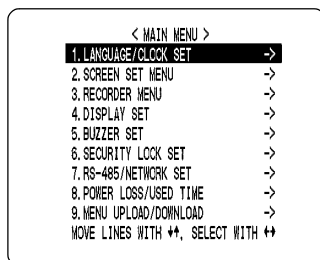 < MAIN MENU >
1. LANGUAGE/CLOCK SET ->
2. SCREEN SET MENU ->
3. RECORDER MENU ->
4. DISPLAY SET ->
5. BUZZER SET ->
6. SECURITY LOCK SET ->
7. RS-485/NETWORK SET ->
8. POWER LOSS/USED TIME ->
9. MENU UPLOAD/DOWNLOAD ->
MOVE LINES WITH ↓↑, SELECT WITH ←→